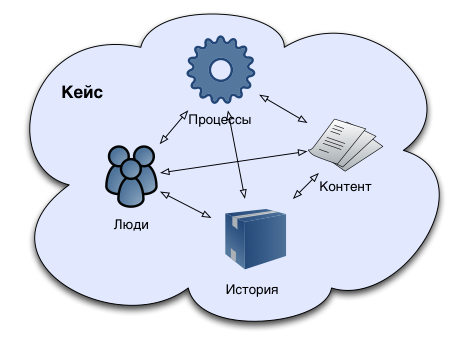 Кейс
Процессы
Контент
Люди
История